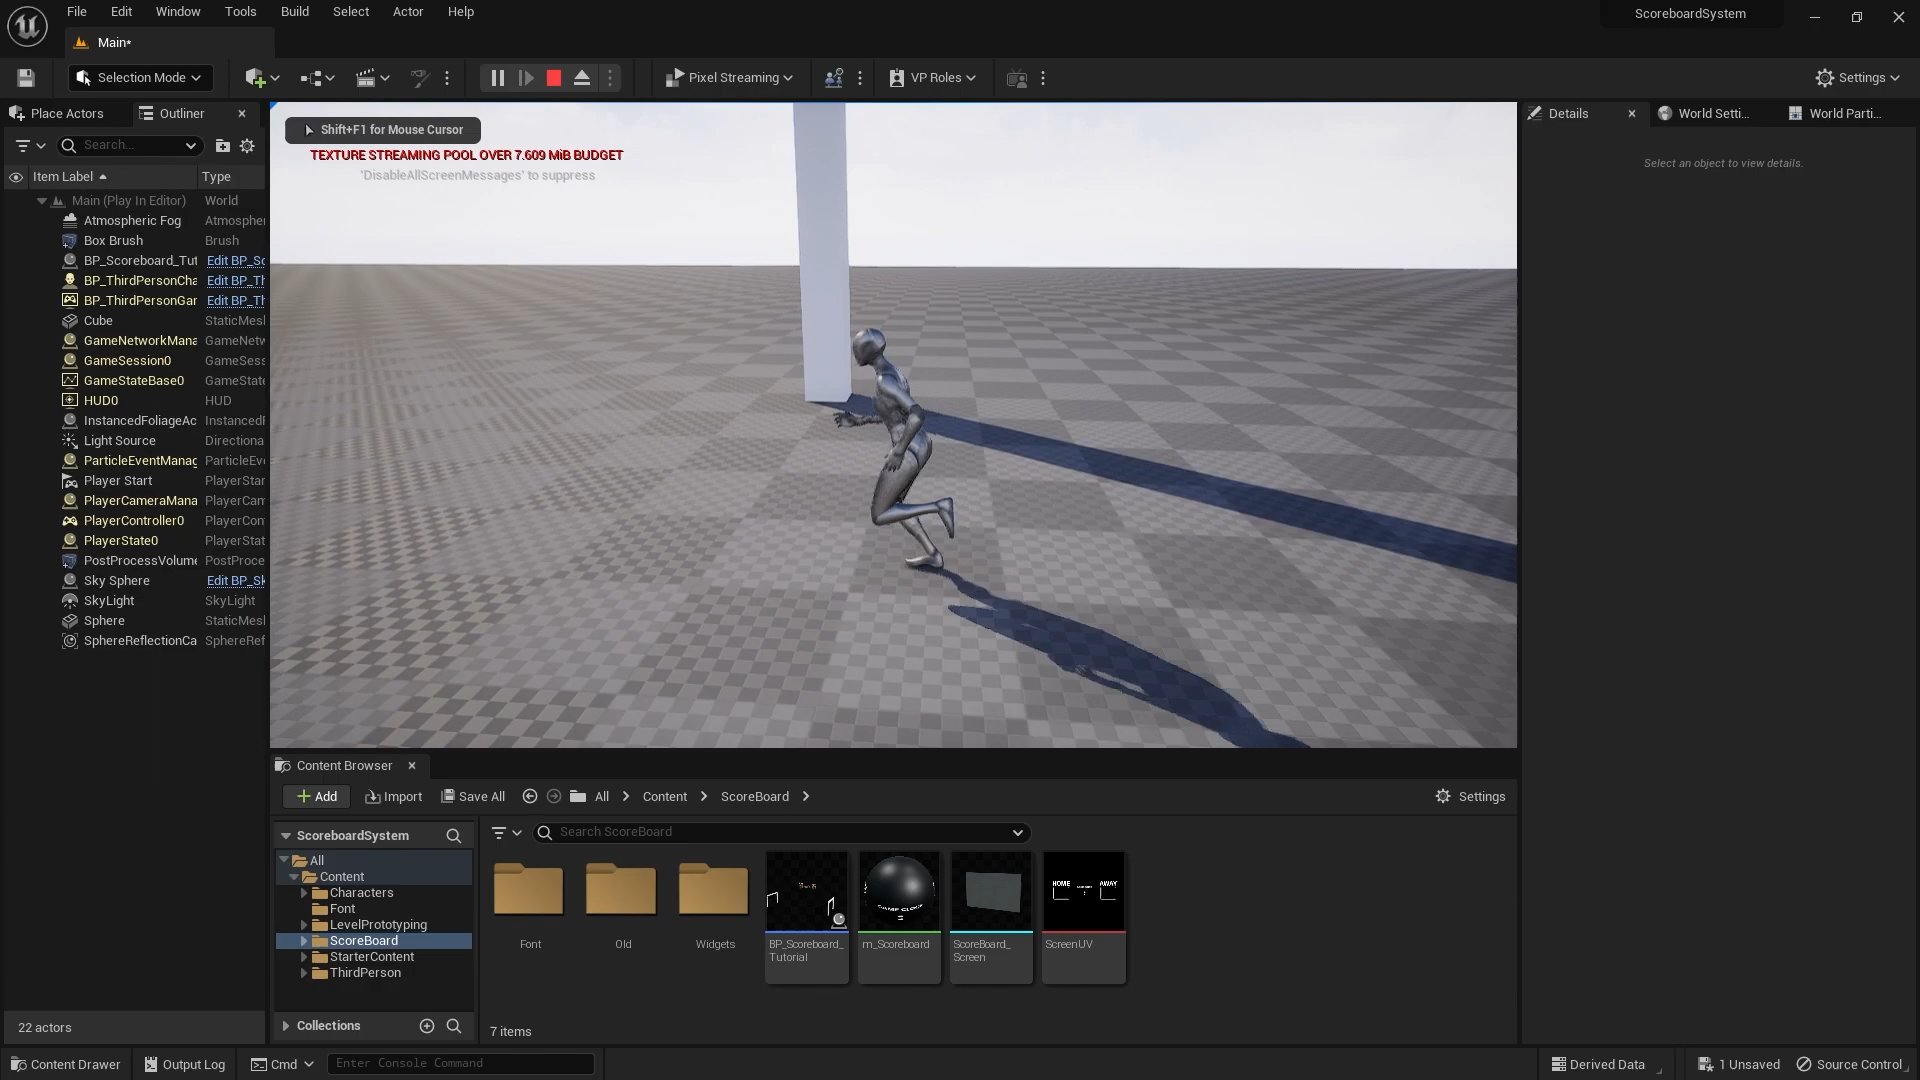 File Edit Window Tools Build Select Actor Help
ScoreboardSystem
Main*
Selection Mode
Pixel Streaming
VP Roles
Settings
Place Actors
Outliner
Search...
Item Label
Type
Main (Play In Editor) World
Atmospheric Fog Atmospher
Box Brush Brush
BP_Scoreboard_Tut Edit BP_Sc
BP_ThirdPersonCha Edit BP_Th
BP_ThirdPersonGar Edit BP_Th
Cube StaticMesl
GameNetworkMana GameNetw
GameSession0 GameSess
GameStateBase0 GameState
HUD0 HUD
InstancedFoliageAc InstancedF
Light Source Directiona
ParticleEventManag ParticleEve
Player Start PlayerStar
PlayerCameraMana PlayerCam
PlayerController0 PlayerCon
PlayerState0 PlayerStat
PostProcessVolume PostProce
Sky Sphere Edit BP_Sk
SkyLight SkyLight
Sphere StaticMesl
SphereReflectionCa SphereRef
22 actors
Shift+F1 for Mouse Cursor
TEXTURE STREAMING POOL OVER 7.609 MiB BUDGET
'DisableAllScreenMessages' to suppress
Details
World Setti...
World Parti...
Select an object to view details.
Content Browser
Add
Import
Save All
All
Content
ScoreBoard
Settings
ScoreboardSystem
All
Content
Characters
Font
LevelPrototyping
ScoreBoard
StarterContent
ThirdPerson
Collections
Search ScoreBoard
HOME
AWAY
GAME CLOCK
Font
Old
Widgets
BP_Scoreboard_
Tutorial
m_Scoreboard
ScoreBoard_
Screen
ScreenUV
7 items
Content Drawer
Output Log
Cmd
Enter Console Command
Derived Data
1 Unsaved
Source Control